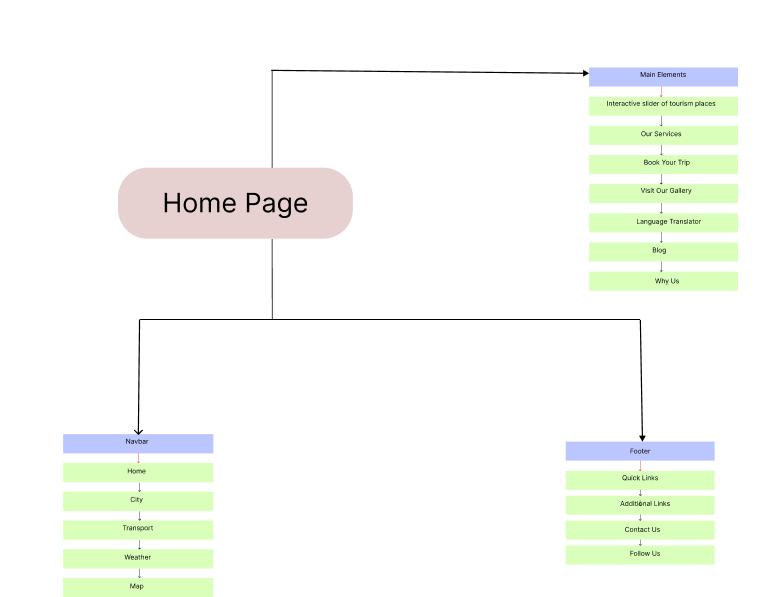 Main Elements
Interactive slider of tourism places
Our Services
Book Your Trip
Visit Our Gallery
Language Translator
Blog
Why Us
Home Page
Navbar
Home
City
Transport
Weather
Map
Footer
Quick Links
Additional Links
Contact Us
Follow Us